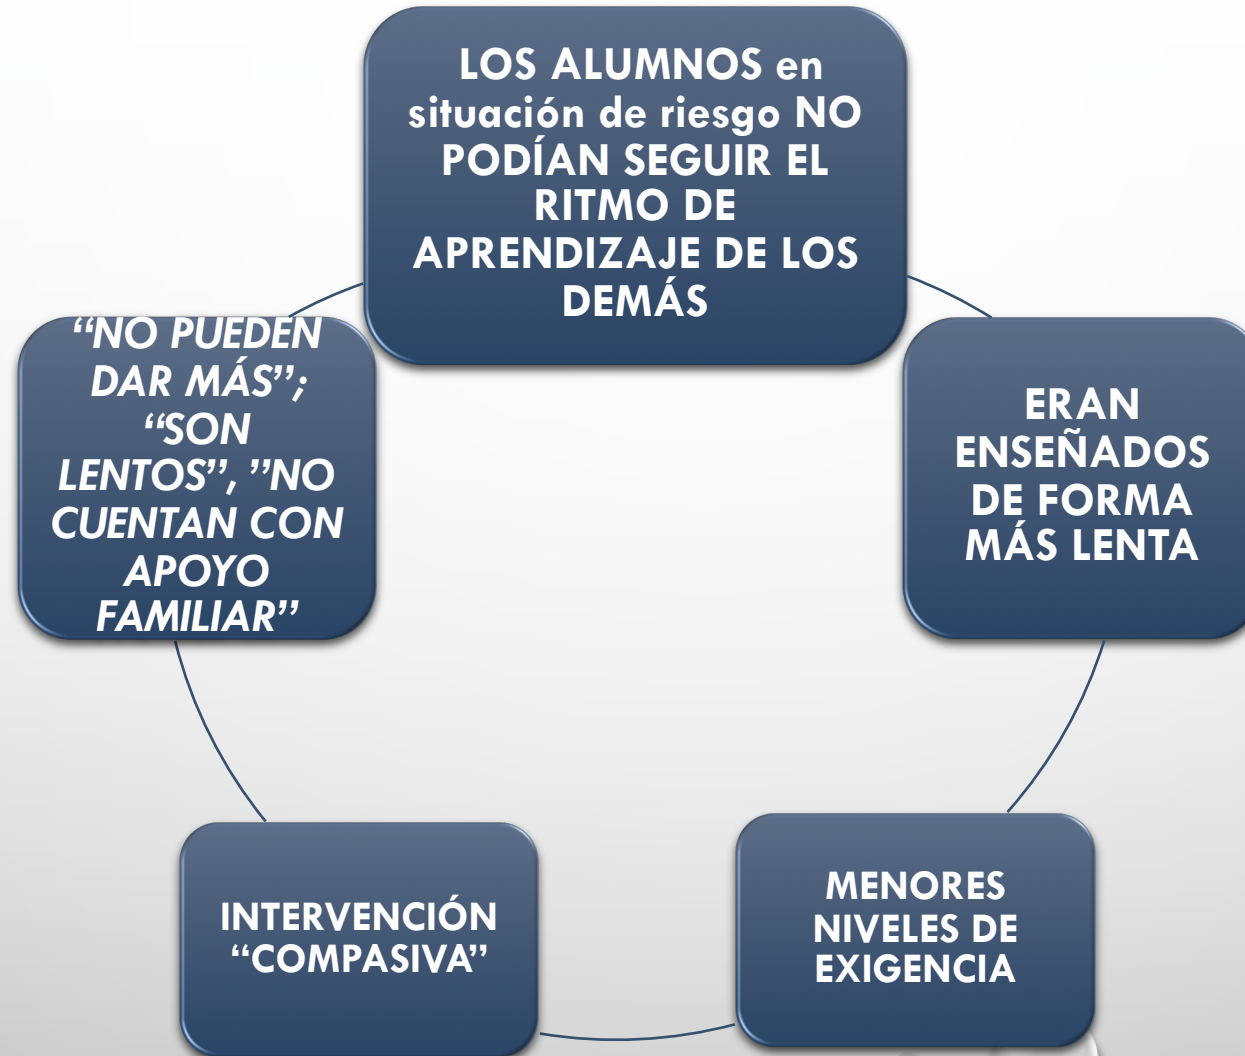 LOS ALUMNOS en
situación de riesgo NO
PODÍAN SEGUIR EL
RITMO DE
APRENDIZAJE DE LOS
DEMÁS
ERAN
ENSEÑADOS
DE FORMA
MÁS LENTA
MENORES
NIVELES DE
EXIGENCIA
INTERVENCIÓN
“COMPASIVA”
“NO PUEDEN
DAR MÁS”;
“SON
LENTOS”, ”NO
CUENTAN CON
APOYO
FAMILIAR”